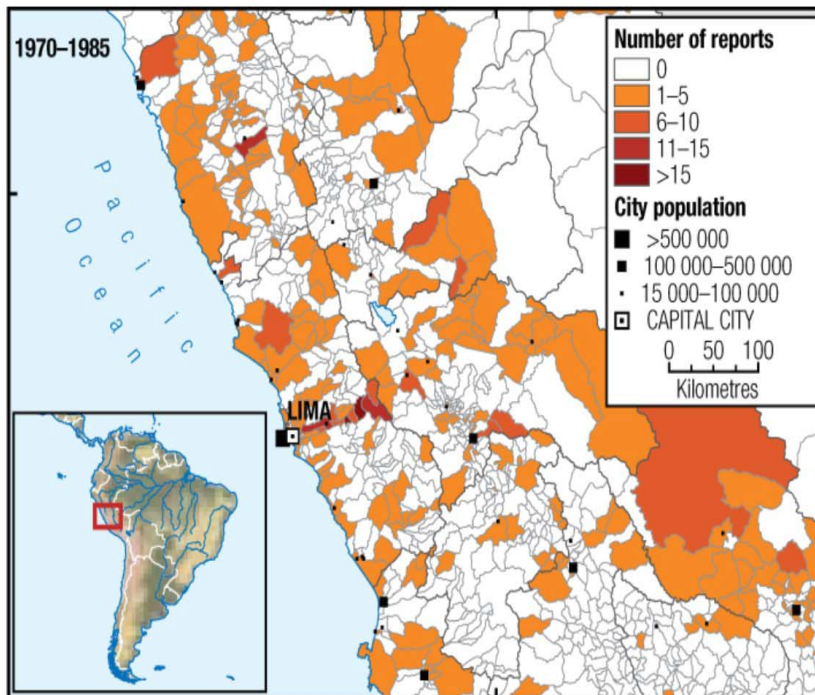 1970–1985
Pacific
Ocean
LIMA
Number of reports
0
1–5
6–10
11–15
>15
City population
>500 000
100 000–500 000
15 000–100 000
CAPITAL CITY
0 50 100
Kilometres